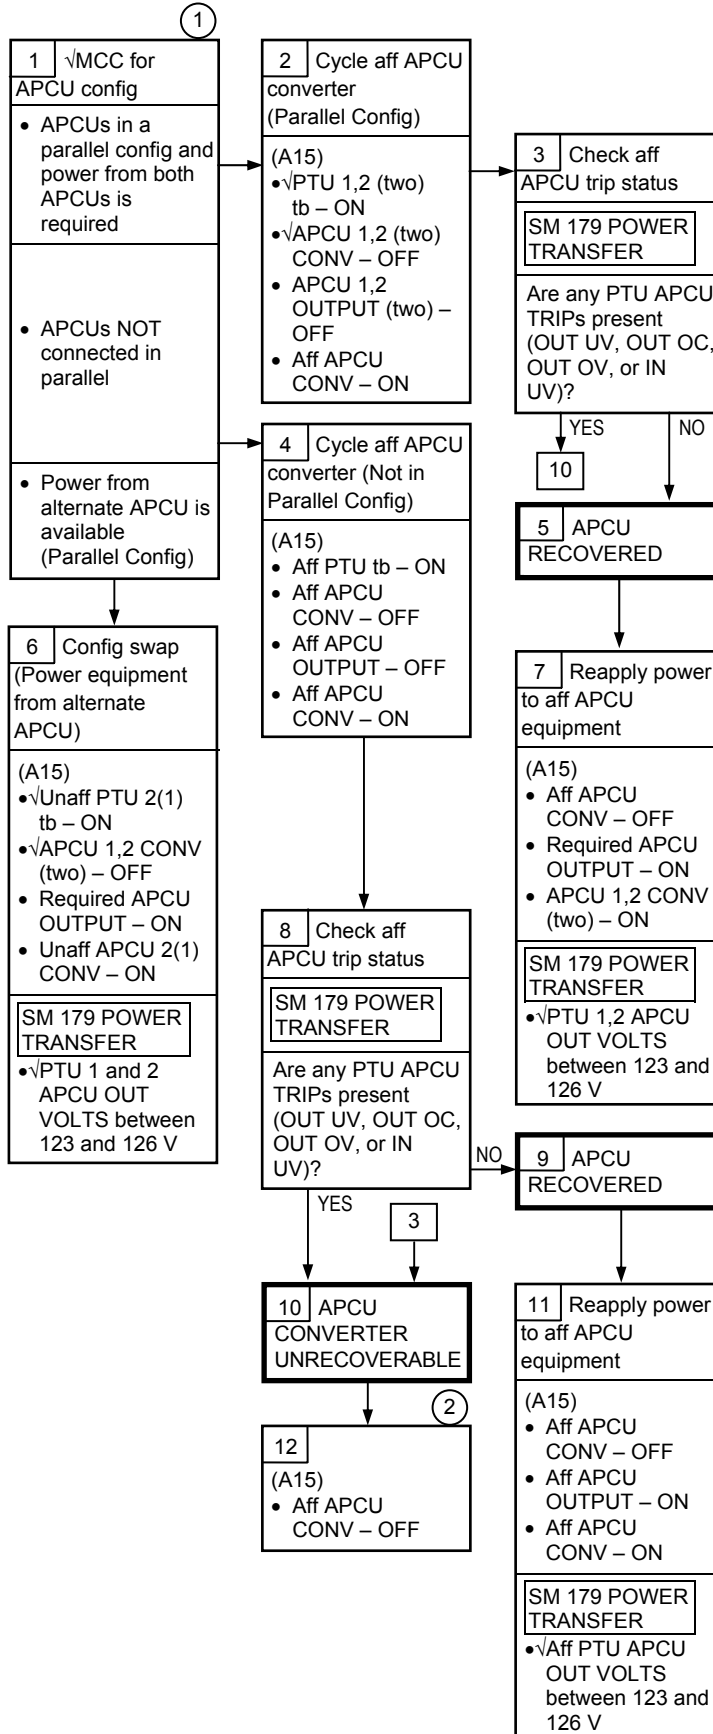 1
1 √MCC for
APCU config
• APCUs in a
parallel config and
power from both
APCUs is
required
• APCUs NOT
connected in
parallel
• Power from
alternate APCU is
available
(Parallel Config)
2 Cycle aff APCU
converter
(Parallel Config)
(A15)
•√PTU 1,2 (two)
tb – ON
•√APCU 1,2 (two)
CONV – OFF
• APCU 1,2
OUTPUT (two) –
OFF
• Aff APCU
CONV – ON
3 Check aff
APCU trip status
SM 179 POWER
TRANSFER
Are any PTU APCU
TRIPs present
(OUT UV, OUT OC,
OUT OV, or IN
UV)?
YES
NO
10
4 Cycle aff APCU
converter (Not in
Parallel Config)
(A15)
• Aff PTU tb – ON
• Aff APCU
CONV – OFF
• Aff APCU
OUTPUT – OFF
• Aff APCU
CONV – ON
5 APCU
RECOVERED
6 Config swap
(Power equipment
from alternate
APCU)
(A15)
•√Unaff PTU 2(1)
tb – ON
•√APCU 1,2 CONV
(two) – OFF
• Required APCU
OUTPUT – ON
• Unaff APCU 2(1)
CONV – ON
SM 179 POWER
TRANSFER
•√PTU 1 and 2
APCU OUT
VOLTS between
123 and 126 V
7 Reapply power
to aff APCU
equipment
(A15)
• Aff APCU
CONV – OFF
• Required APCU
OUTPUT – ON
• APCU 1,2 CONV
(two) – ON
SM 179 POWER
TRANSFER
•√PTU 1,2 APCU
OUT VOLTS
between 123 and
126 V
8 Check aff
APCU trip status
SM 179 POWER
TRANSFER
Are any PTU APCU
TRIPs present
(OUT UV, OUT OC,
OUT OV, or IN
UV)?
NO
YES
3
9 APCU
RECOVERED
10 APCU
CONVERTER
UNRECOVERABLE
2
12
(A15)
• Aff APCU
CONV – OFF
11 Reapply power
to aff APCU
equipment
(A15)
• Aff APCU
CONV – OFF
• Aff APCU
OUTPUT – ON
• Aff APCU
CONV – ON
SM 179 POWER
TRANSFER
•√Aff PTU APCU
OUT VOLTS
between 123 and
126 V